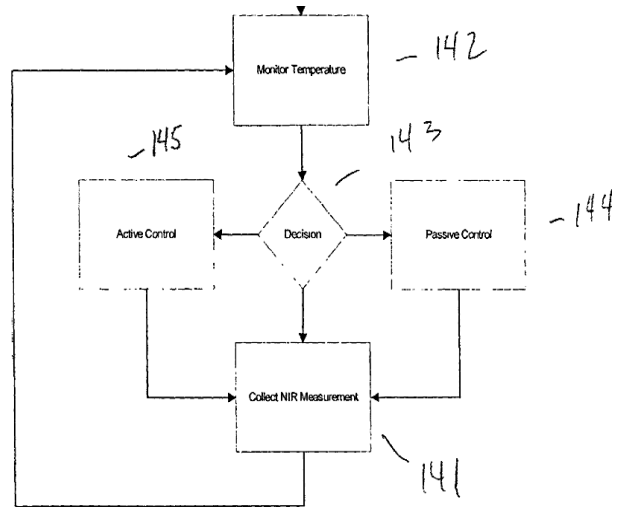 Monitor Temperature
142
145
143
Active Control
Decision
Passive Control
144
Collect NIR Measurement
141